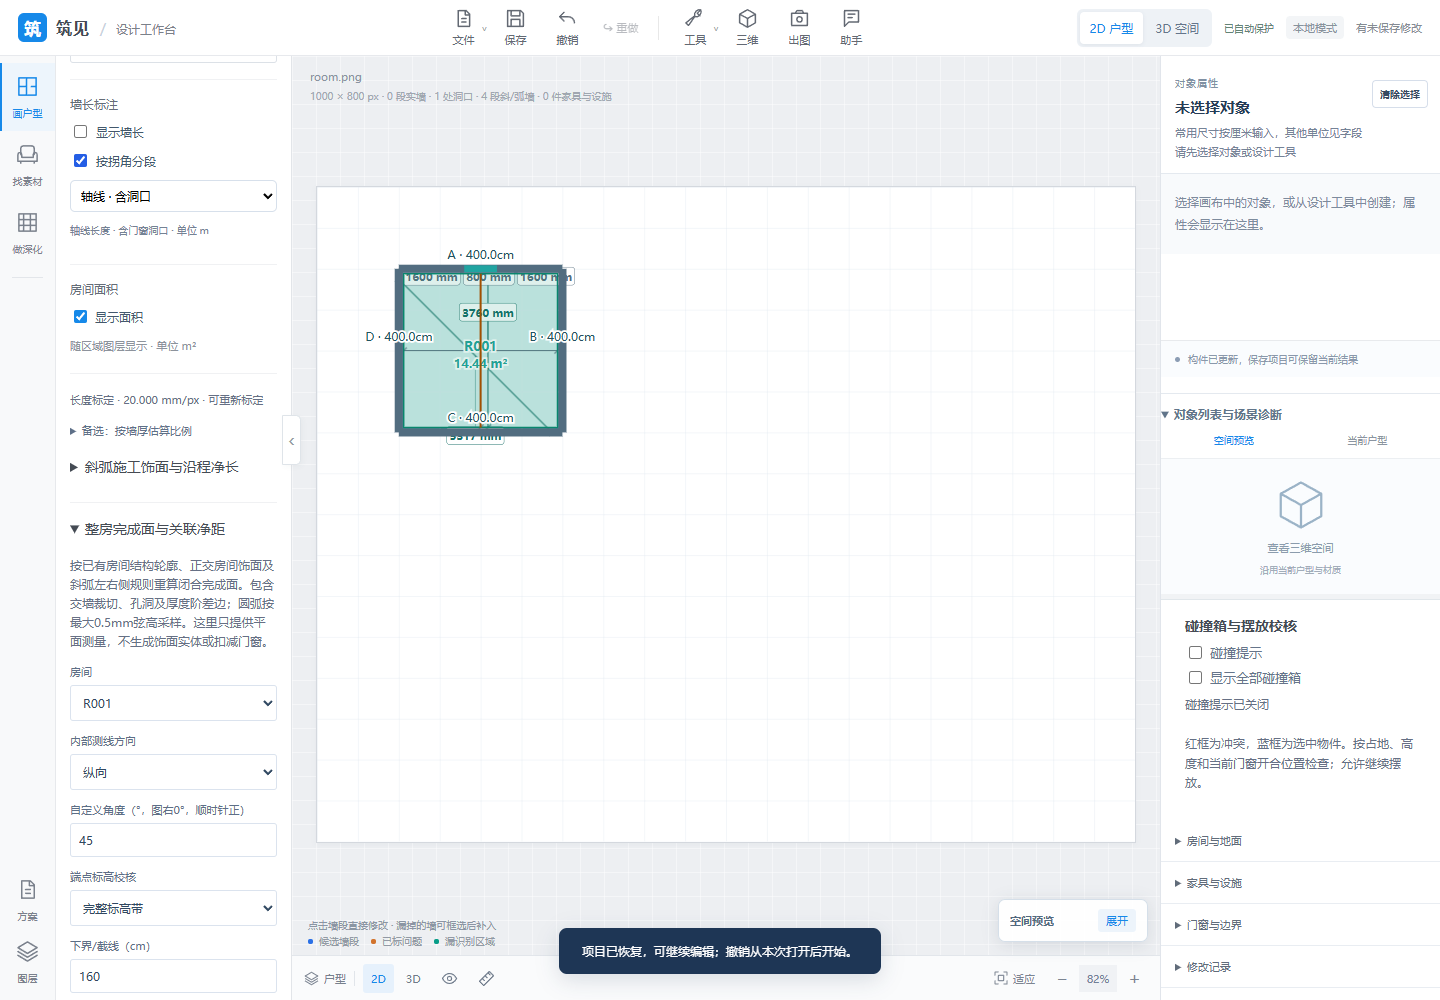 筑 筑见 / 设计工作台
文件 保存 撤销 重做 工具 三维 出图 助手
2D 户型 3D 空间 已自动保护 本地模式 有未保存修改
画户型
找素材
做深化
方案
图层
墙长标注
显示墙长
按拐角分段
轴线 · 含洞口
轴线长度 · 含门窗洞口 · 单位 m
房间面积
显示面积
随区域图层显示 · 单位 m²
长度标定 · 20.000 mm/px · 可重新标定
备选：按墙厚估算比例
斜弧施工饰面与沿程净长
整房完成面与关联净距
按已有房间结构轮廓、正交房间饰面及
斜弧左右侧规则重算闭合完成面。包含
交墙裁切、孔洞及厚度阶差边；圆弧按
最大0.5mm弦高采样。这里只提供平
面测量，不生成饰面实体或扣减门窗。
房间
R001
内部测线方向
纵向
自定义角度（°，图右0°，顺时针正）
45
端点标高校核
完整标高带
下界/截线（cm）
160
room.png
1000 × 800 px · 0 段实墙 · 1 处洞口 · 4 段斜/弧墙 · 0 件家具与设施
A · 400.0cm
1600 mm 800 mm 1600 mm
3760 mm
D · 400.0cm B · 400.0cm
R001
14.44 m²
C · 400.0cm
点击墙段直接修改 · 漏掉的墙可框选后补入
候选墙段 已标问题 漏识别区域
空间预览 展开
项目已恢复，可继续编辑；撤销从本次打开后开始。
户型 2D 3D 适应 − 82% +
对象属性
未选择对象
清除选择
常用尺寸按厘米输入，其他单位见字段
请先选择对象或设计工具
选择画布中的对象，或从设计工具中创建；属
性会显示在这里。
构件已更新，保存项目可保留当前结果
对象列表与场景诊断
空间预览 当前户型
查看三维空间
沿用当前户型与材质
碰撞箱与摆放校核
碰撞提示
显示全部碰撞箱
碰撞提示已关闭
红框为冲突，蓝框为选中物件。按占地、高
度和当前门窗开合位置检查；允许继续摆
放。
房间与地面
家具与设施
门窗与边界
修改记录